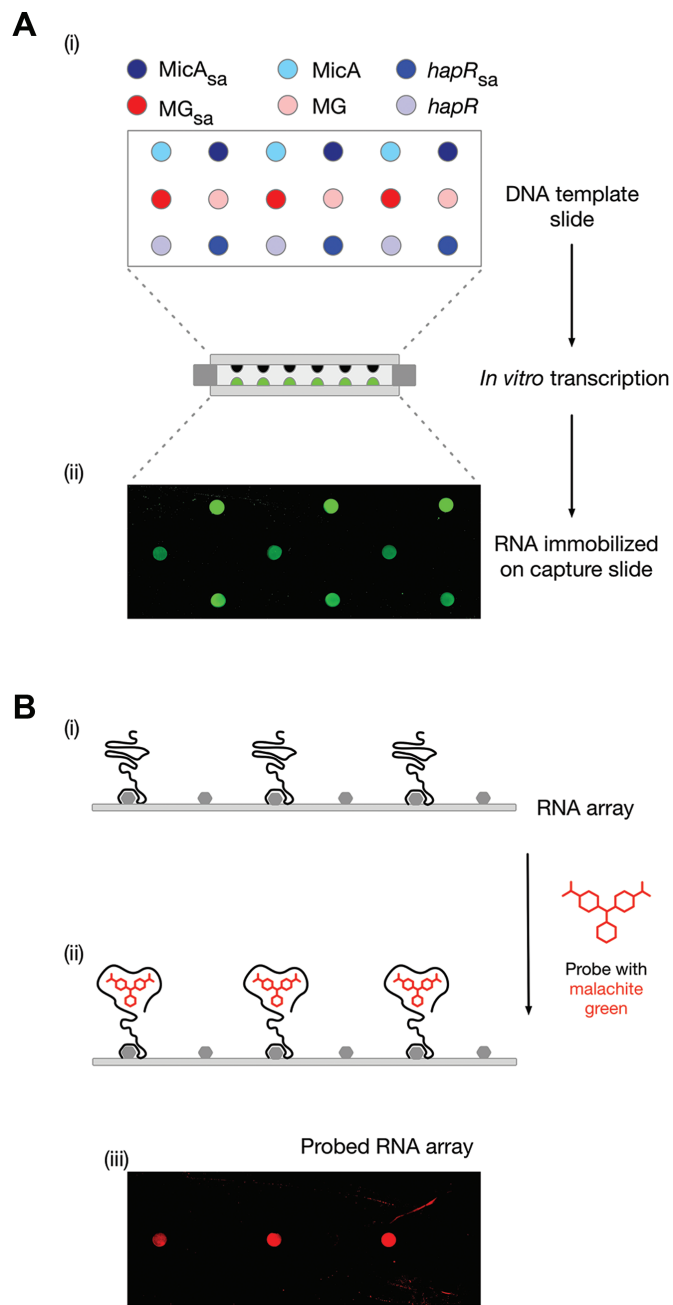 A
(i)
MicAsa MicA hapRsa
MGsa MG hapR
DNA template
slide
In vitro transcription
(ii)
RNA immobilized
on capture slide
B
(i)
RNA array
(ii)
Probe with
malachite
green
Probed RNA array
(iii)